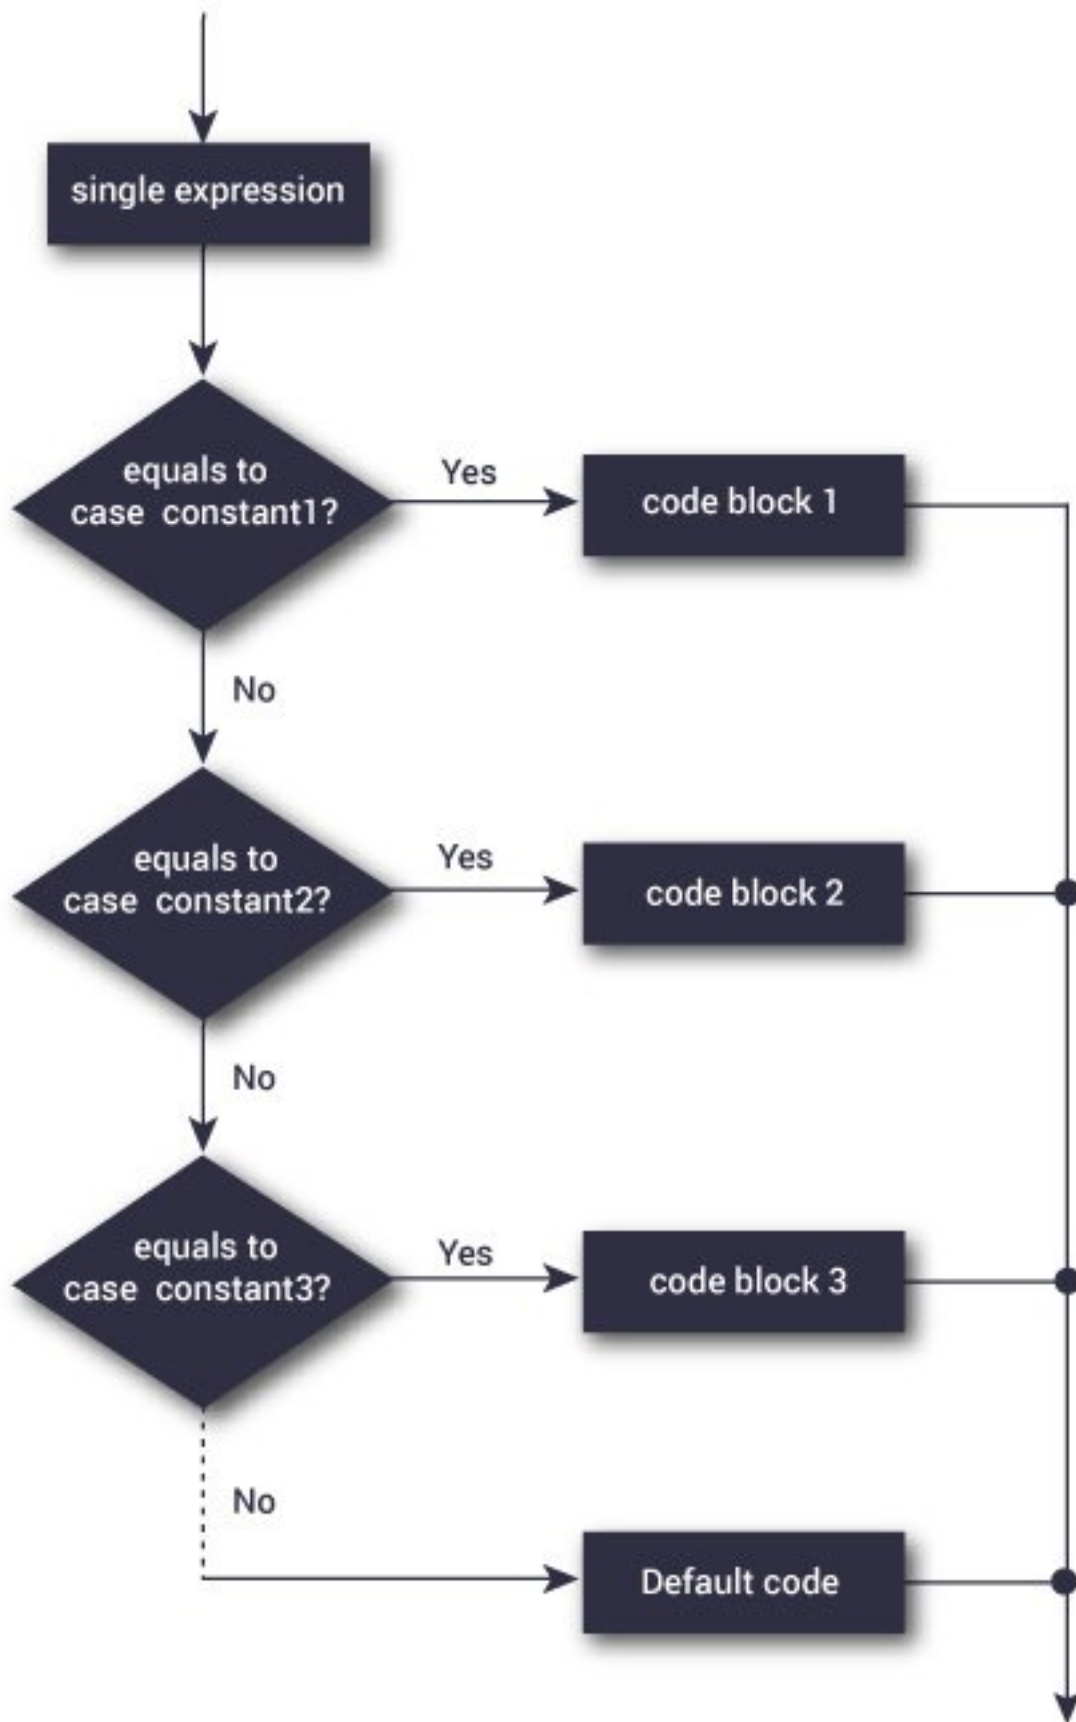 single expression
equals to
case constant1?
Yes
code block 1
No
equals to
case constant2?
Yes
code block 2
No
equals to
case constant3?
Yes
code block 3
No
Default code